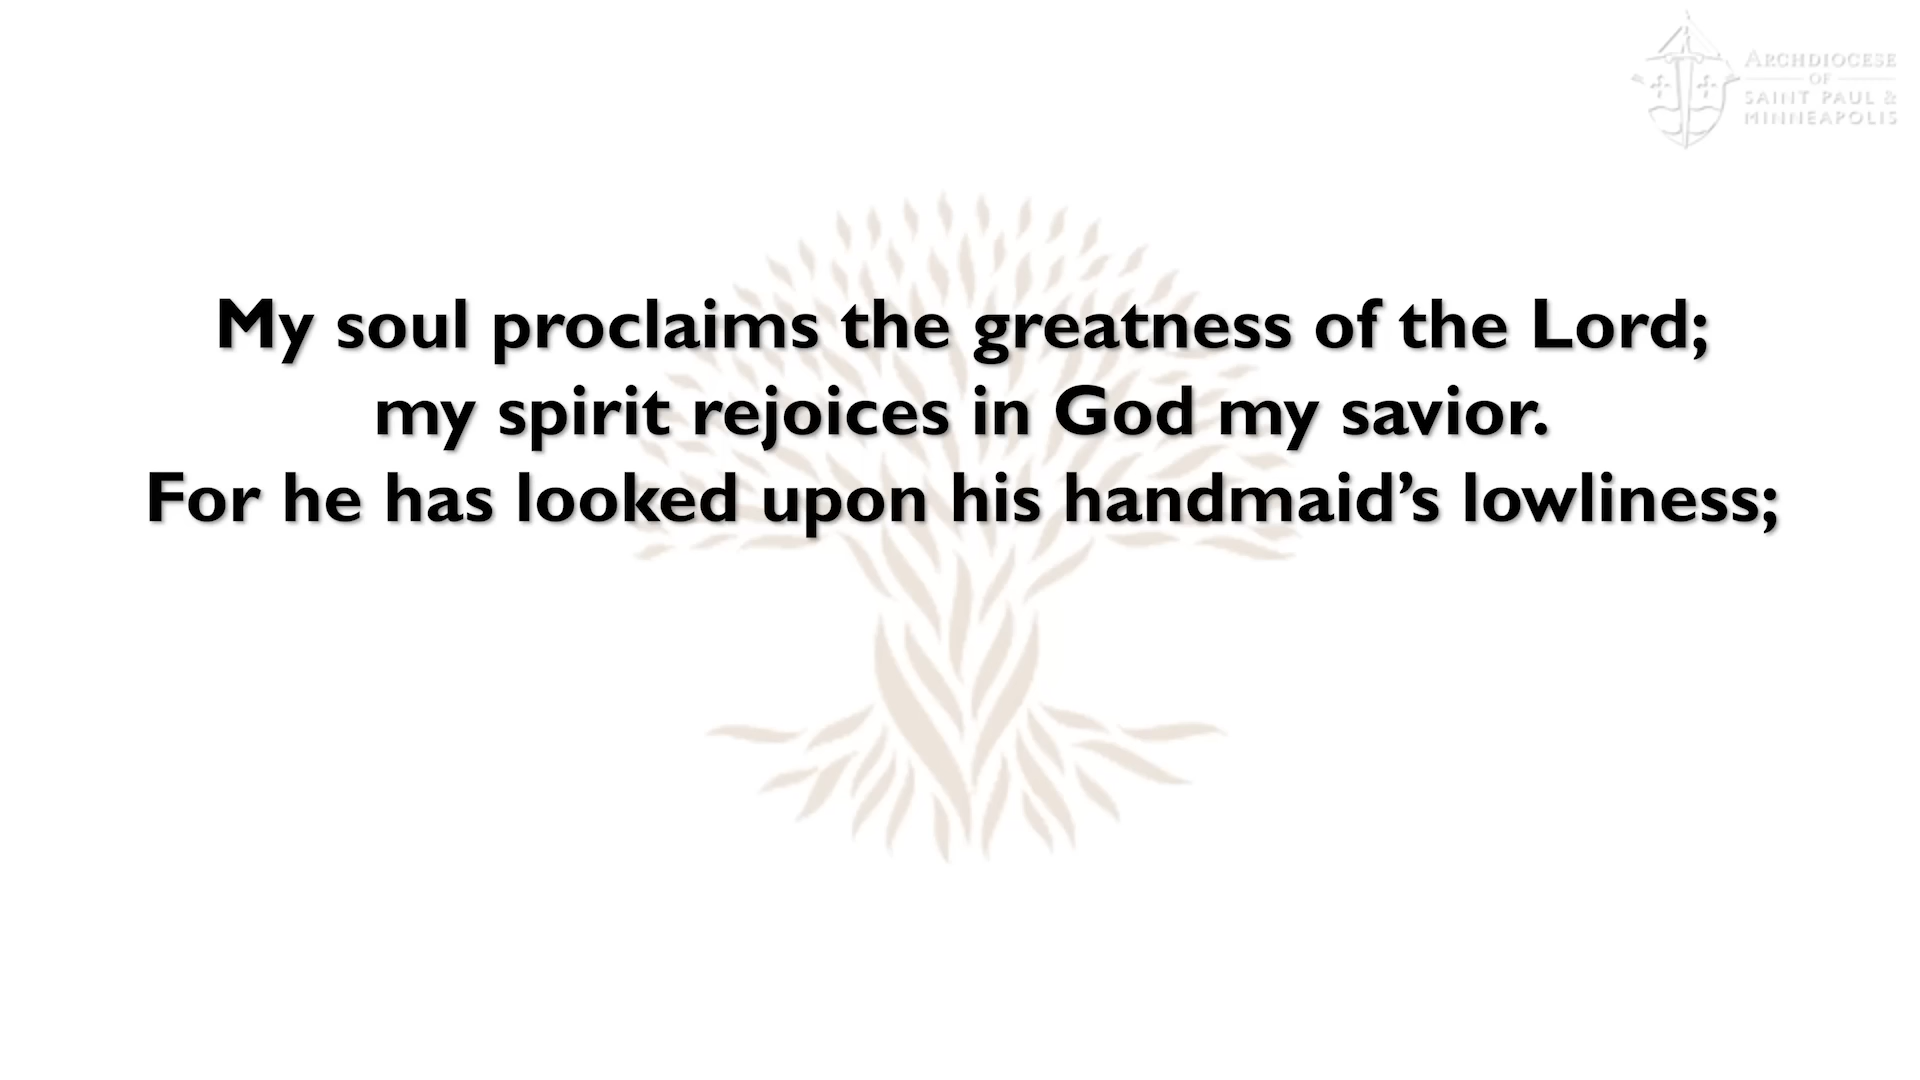 ARCHDIOCESE
OF
SAINT PAUL &
MINNEAPOLIS
My soul proclaims the greatness of the Lord;
my spirit rejoices in God my savior.
For he has looked upon his handmaid’s lowliness;